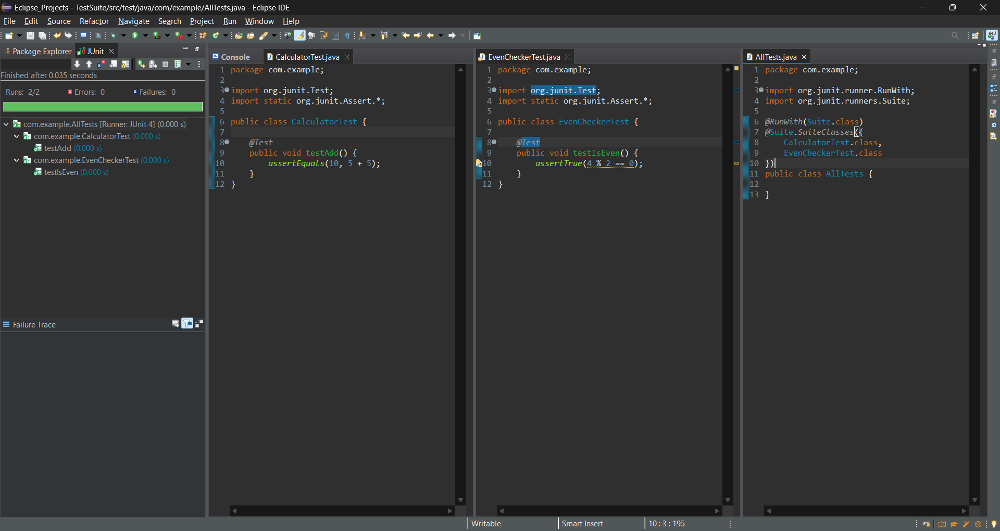 Eclipse_Projects - TestSuite/src/test/java/com/example/AllTests.java - Eclipse IDE
File Edit Source Refactor Navigate Search Project Run Window Help
Package Explorer JUnit
Finished after 0.035 seconds
Runs: 2/2 Errors: 0 Failures: 0
com.example.AllTests [Runner: JUnit 4] (0.000 s)
com.example.CalculatorTest (0.000 s)
testAdd (0.000 s)
com.example.EvenCheckerTest (0.000 s)
testIsEven (0.000 s)
Failure Trace
Console CalculatorTest.java
1 package com.example;
2
3 import org.junit.Test;
4 import static org.junit.Assert.*;
5
6 public class CalculatorTest {
7
8 @Test
9 public void testAdd() {
10 assertEquals(10, 5 + 5);
11 }
12 }
EvenCheckerTest.java
1 package com.example;
2
3 import org.junit.Test;
4 import static org.junit.Assert.*;
5
6 public class EvenCheckerTest {
7
8 @Test
9 public void testIsEven() {
10 assertTrue(4 % 2 == 0);
11 }
12 }
AllTests.java
1 package com.example;
2
3 import org.junit.runner.RunWith;
4 import org.junit.runners.Suite;
5
6 @RunWith(Suite.class)
7 @Suite.SuiteClasses({
8 CalculatorTest.class,
9 EvenCheckerTest.class
10 })
11 public class AllTests {
12
13 }
Writable Smart Insert 10 : 3 : 195